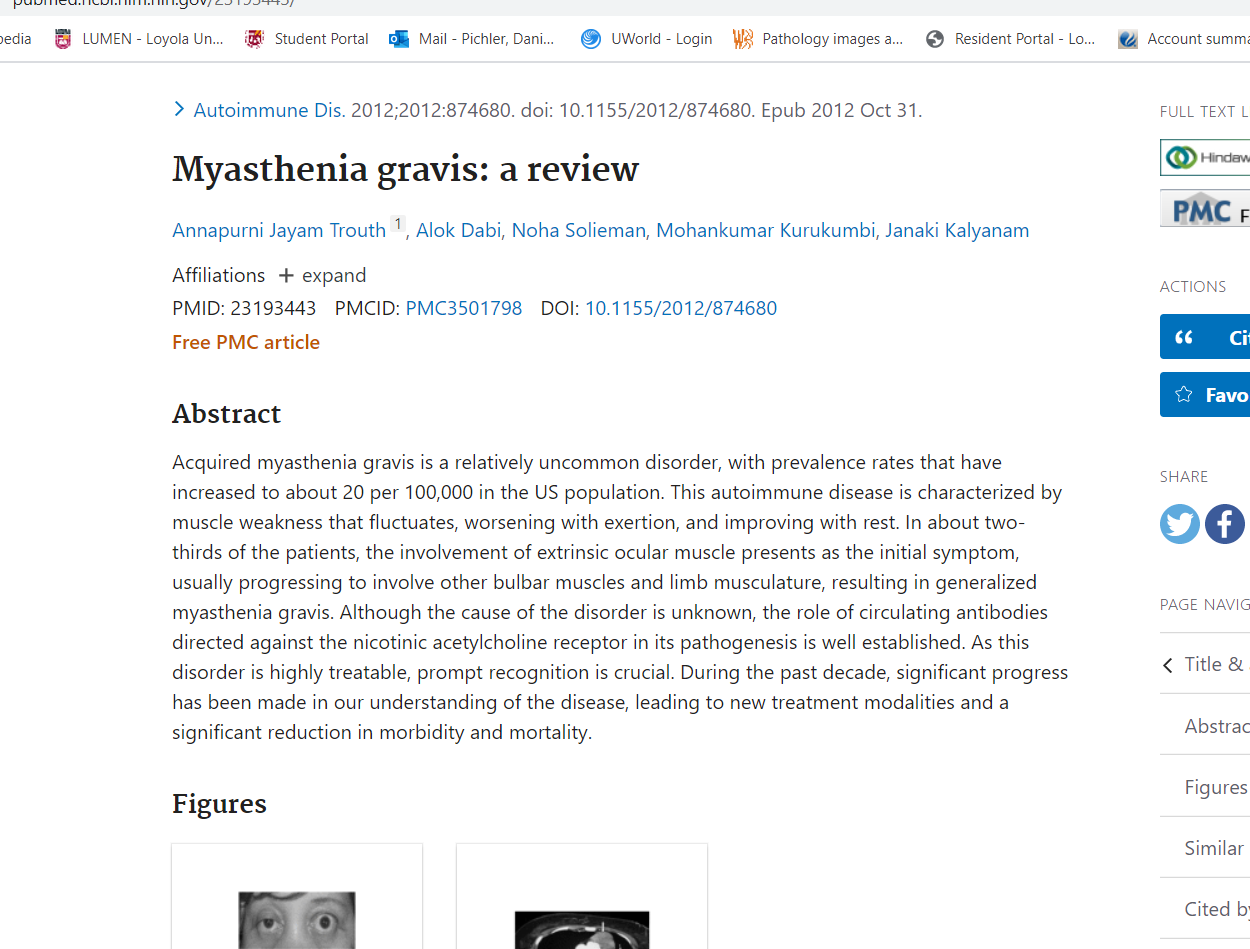 pubmed.ncbi.nlm.nih.gov/23193443/
pedia LUMEN - Loyola Un... Student Portal Mail - Pichler, Dani... UWorld - Login Pathology images a... Resident Portal - Lo... Account summa
Autoimmune Dis. 2012;2012:874680. doi: 10.1155/2012/874680. Epub 2012 Oct 31.
Myasthenia gravis: a review
Annapurni Jayam Trouth 1, Alok Dabi, Noha Solieman, Mohankumar Kurukumbi, Janaki Kalyanam
Affiliations + expand
PMID: 23193443 PMCID: PMC3501798 DOI: 10.1155/2012/874680
Free PMC article
Abstract
Acquired myasthenia gravis is a relatively uncommon disorder, with prevalence rates that have
increased to about 20 per 100,000 in the US population. This autoimmune disease is characterized by
muscle weakness that fluctuates, worsening with exertion, and improving with rest. In about two-
thirds of the patients, the involvement of extrinsic ocular muscle presents as the initial symptom,
usually progressing to involve other bulbar muscles and limb musculature, resulting in generalized
myasthenia gravis. Although the cause of the disorder is unknown, the role of circulating antibodies
directed against the nicotinic acetylcholine receptor in its pathogenesis is well established. As this
disorder is highly treatable, prompt recognition is crucial. During the past decade, significant progress
has been made in our understanding of the disease, leading to new treatment modalities and a
significant reduction in morbidity and mortality.
Figures
FULL TEXT L
Hindaw
PMC F
ACTIONS
Cit
Favo
SHARE
PAGE NAVIG
Title &
Abstrac
Figures
Similar
Cited by